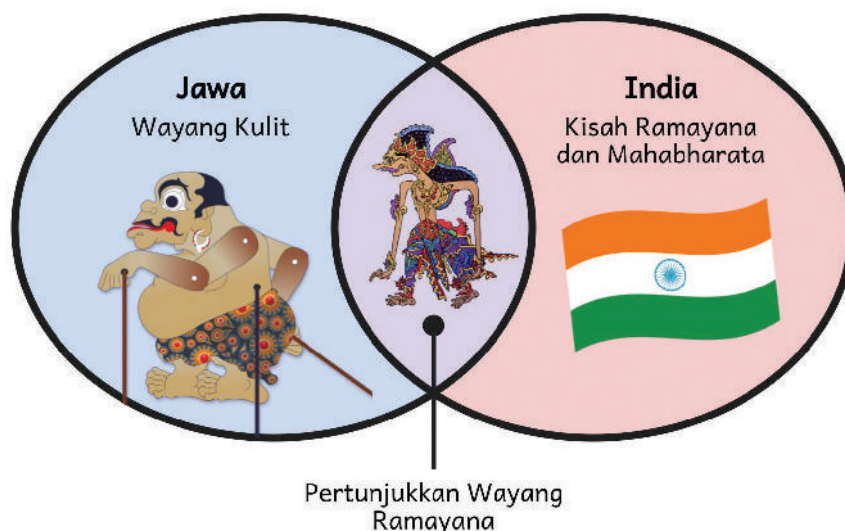 Jawa
Wayang Kulit
India
Kisah Ramayana
dan Mahabharata
Pertunjukkan Wayang
Ramayana